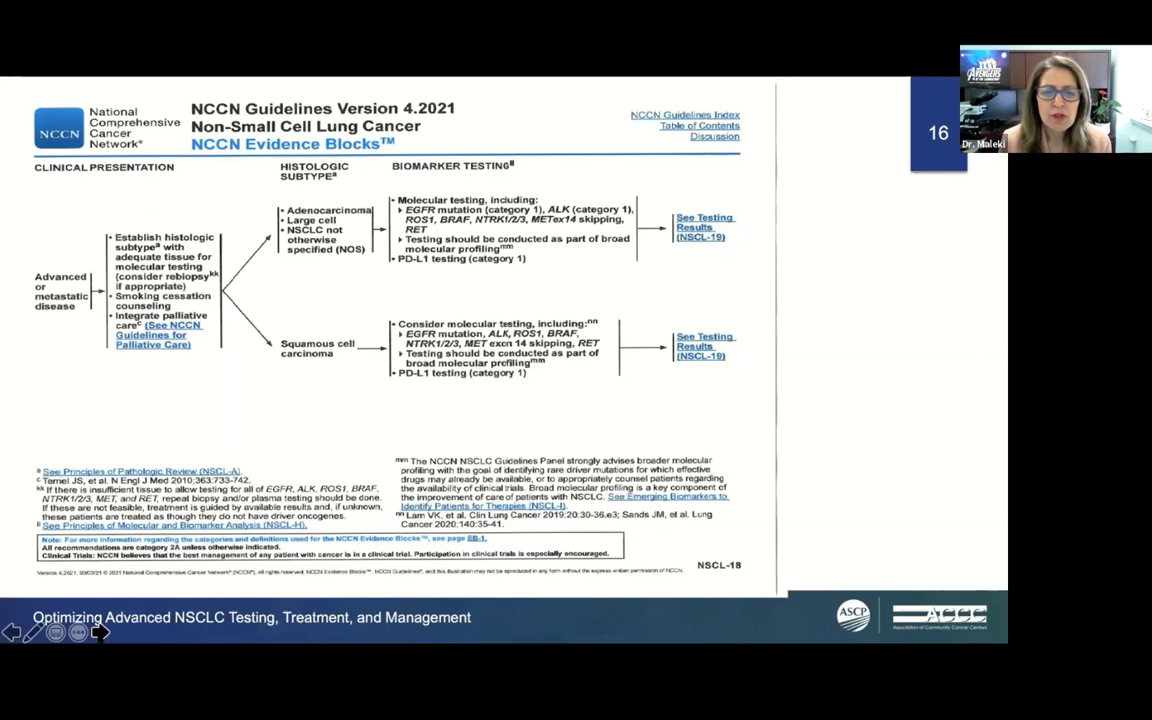 National
Comprehensive
Cancer
Network®
NCCN
NCCN Guidelines Version 4.2021
Non-Small Cell Lung Cancer
NCCN Evidence Blocks™
NCCN Guidelines Index
Table of Contents
Discussion
16
AVENGERS
Dr. Maleki
CLINICAL PRESENTATION
HISTOLOGIC
SUBTYPEa
BIOMARKER TESTINGll
Advanced
or
metastatic
disease
• Establish histologic
subtypea with
adequate tissue for
molecular testing
(consider rebiopsykk
if appropriate)
• Smoking cessation
counseling
• Integrate palliative
carec (See NCCN
Guidelines for
Palliative Care)
• Adenocarcinoma
• Large cell
• NSCLC not
otherwise
specified (NOS)
• Molecular testing, including:
EGFR mutation (category 1), ALK (category 1),
ROS1, BRAF, NTRK1/2/3, METex14 skipping,
RET
Testing should be conducted as part of broad
molecular profilingmm
• PD-L1 testing (category 1)
See Testing
Results
(NSCL-19)
Squamous cell
carcinoma
• Consider molecular testing, including:nn
EGFR mutation, ALK, ROS1, BRAF,
NTRK1/2/3, MET exon 14 skipping, RET
Testing should be conducted as part of
broad molecular profilingmm
• PD-L1 testing (category 1)
See Testing
Results
(NSCL-19)
a See Principles of Pathologic Review (NSCL-A).
c Temel JS, et al. N Engl J Med 2010;363:733-742.
kk If there is insufficient tissue to allow testing for all of EGFR, ALK, ROS1, BRAF,
NTRK1/2/3, MET, and RET, repeat biopsy and/or plasma testing should be done.
If these are not feasible, treatment is guided by available results and, if unknown,
these patients are treated as though they do not have driver oncogenes.
ll See Principles of Molecular and Biomarker Analysis (NSCL-H).
mm The NCCN NSCLC Guidelines Panel strongly advises broader molecular
profiling with the goal of identifying rare driver mutations for which effective
drugs may already be available, or to appropriately counsel patients regarding
the availability of clinical trials. Broad molecular profiling is a key component of
the improvement of care of patients with NSCLC. See Emerging Biomarkers to
Identify Patients for Therapies (NSCL-I).
nn Lam VK, et al. Clin Lung Cancer 2019;20:30-36.e3; Sands JM, et al. Lung
Cancer 2020;140:35-41.
Note: For more information regarding the categories and definitions used for the NCCN Evidence Blocks™, see page EB-1.
All recommendations are category 2A unless otherwise indicated.
Clinical Trials: NCCN believes that the best management of any patient with cancer is in a clinical trial. Participation in clinical trials is especially encouraged.
NSCL-18
Version 4.2021, 03/03/21 © 2021 National Comprehensive Cancer Network® (NCCN®), All rights reserved. NCCN Evidence Blocks™, NCCN Guidelines®, and this illustration may not be reproduced in any form without the express written permission of NCCN.
Optimizing Advanced NSCLC Testing, Treatment, and Management
ASCP
ACCC
Association of Community Cancer Centers